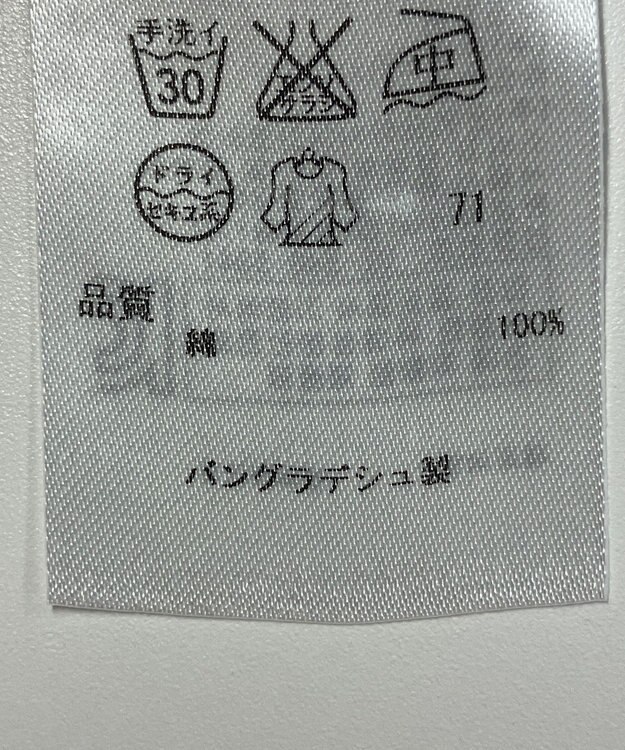 手洗イ
30
エンソ
サラシ
中
ドライ
セキユ系
71
品質
綿 100%
バングラデシュ製